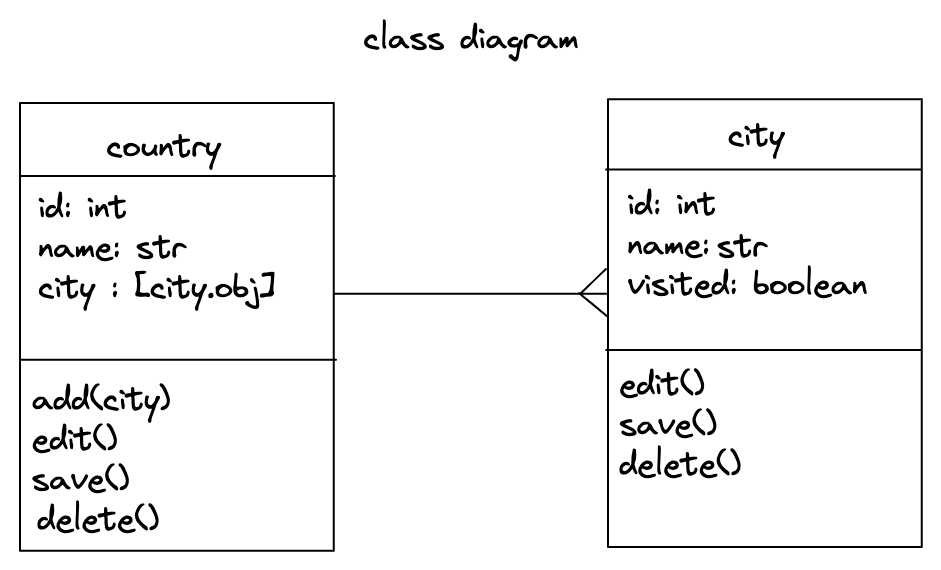 class diagram
country
id: int
name: str
city : [city.obj]
add(city)
edit()
save()
delete()
city
id: int
name: str
visited: boolean
edit()
save()
delete()